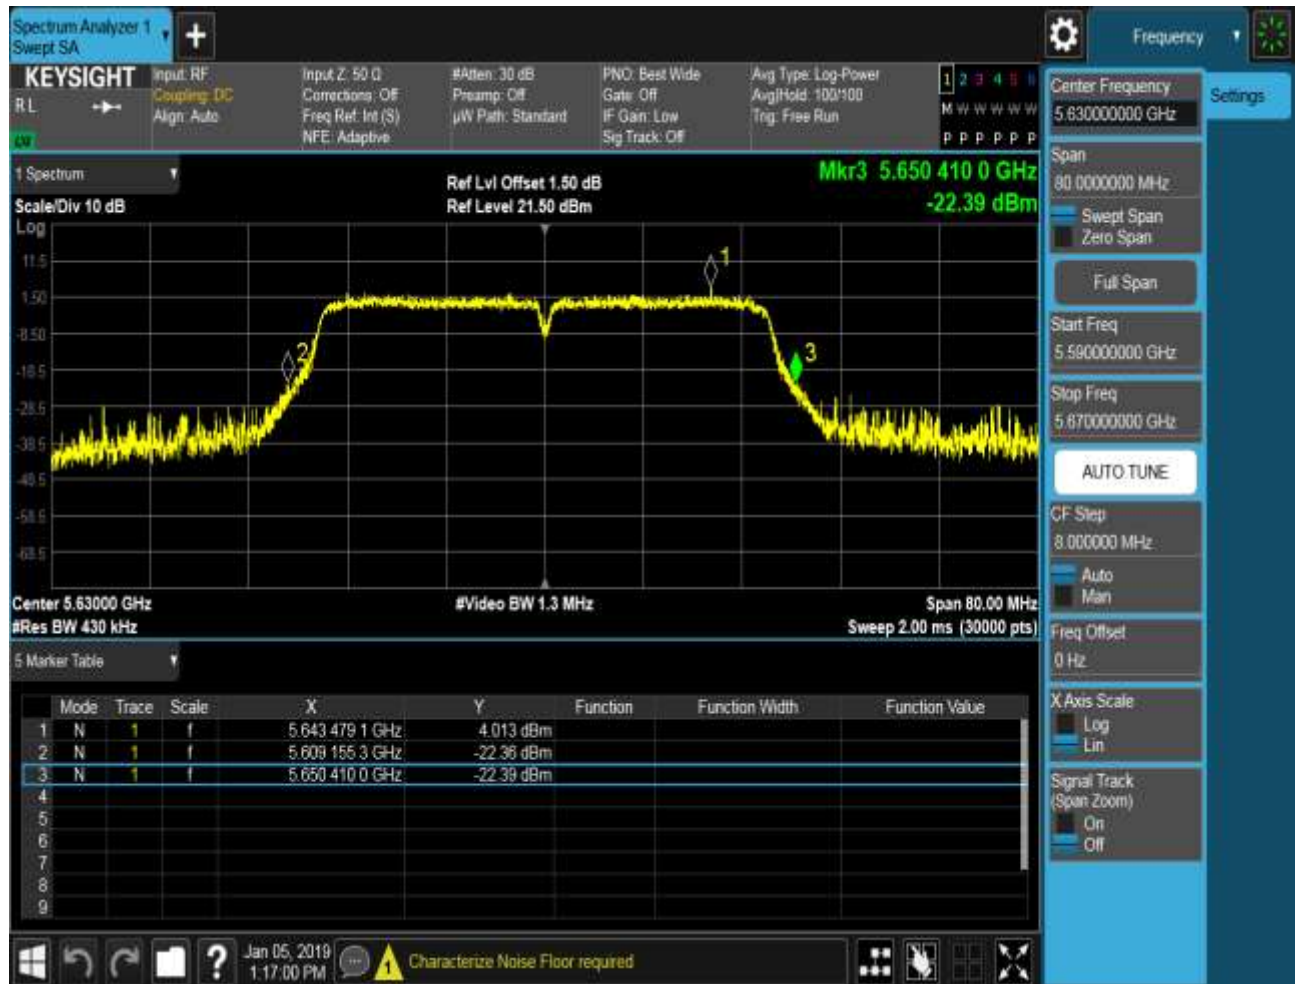 Spectrum Analyzer 1
Swept SA
Frequency
KEYSIGHT
RL
Input: RF
Coupling: DC
Align: Auto
Input Z: 50 Ω
Corrections: Off
Freq Ref: Int (S)
NFE: Adaptive
#Atten: 30 dB
Preamp: Off
µW Path: Standard
PNO: Best Wide
Gate: Off
IF Gain: Low
Sig Track: Off
Avg Type: Log-Power
Avg|Hold: 100/100
Trig: Free Run
1 2 3 4 5 6
M W W W W W
P P P P P P
1 Spectrum
Scale/Div 10 dB
Ref Lvl Offset 1.50 dB
Ref Level 21.50 dBm
Mkr3 5.650 410 0 GHz
-22.39 dBm
Log
11.5
1.50
-8.50
-18.5
-28.5
-38.5
-48.5
-58.5
-68.5
1
2
3
Center 5.63000 GHz
#Video BW 1.3 MHz
Span 80.00 MHz
#Res BW 430 kHz
Sweep 2.00 ms (30000 pts)
5 Marker Table
Mode Trace Scale X Y Function Function Width Function Value
1 N 1 f 5.643 479 1 GHz 4.013 dBm
2 N 1 f 5.609 155 3 GHz -22.36 dBm
3 N 1 f 5.650 410 0 GHz -22.39 dBm
4
5
6
7
8
9
Jan 05, 2019
1:17:00 PM
Characterize Noise Floor required
Settings
Center Frequency
5.630000000 GHz
Span
80.0000000 MHz
Swept Span
Zero Span
Full Span
Start Freq
5.590000000 GHz
Stop Freq
5.670000000 GHz
AUTO TUNE
CF Step
8.000000 MHz
Auto
Man
Freq Offset
0 Hz
X Axis Scale
Log
Lin
Signal Track
(Span Zoom)
On
Off